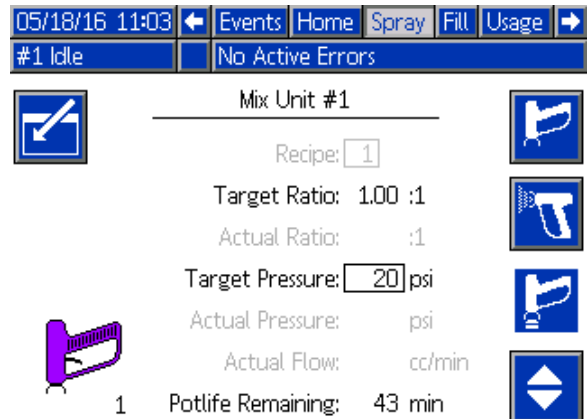 05/18/16 11:03 Events Home Spray Fill Usage
#1 Idle No Active Errors
Mix Unit #1
Recipe: 1
Target Ratio: 1.00 :1
Actual Ratio: :1
Target Pressure: 20 psi
Actual Pressure: psi
Actual Flow: cc/min
1 Potlife Remaining: 43 min